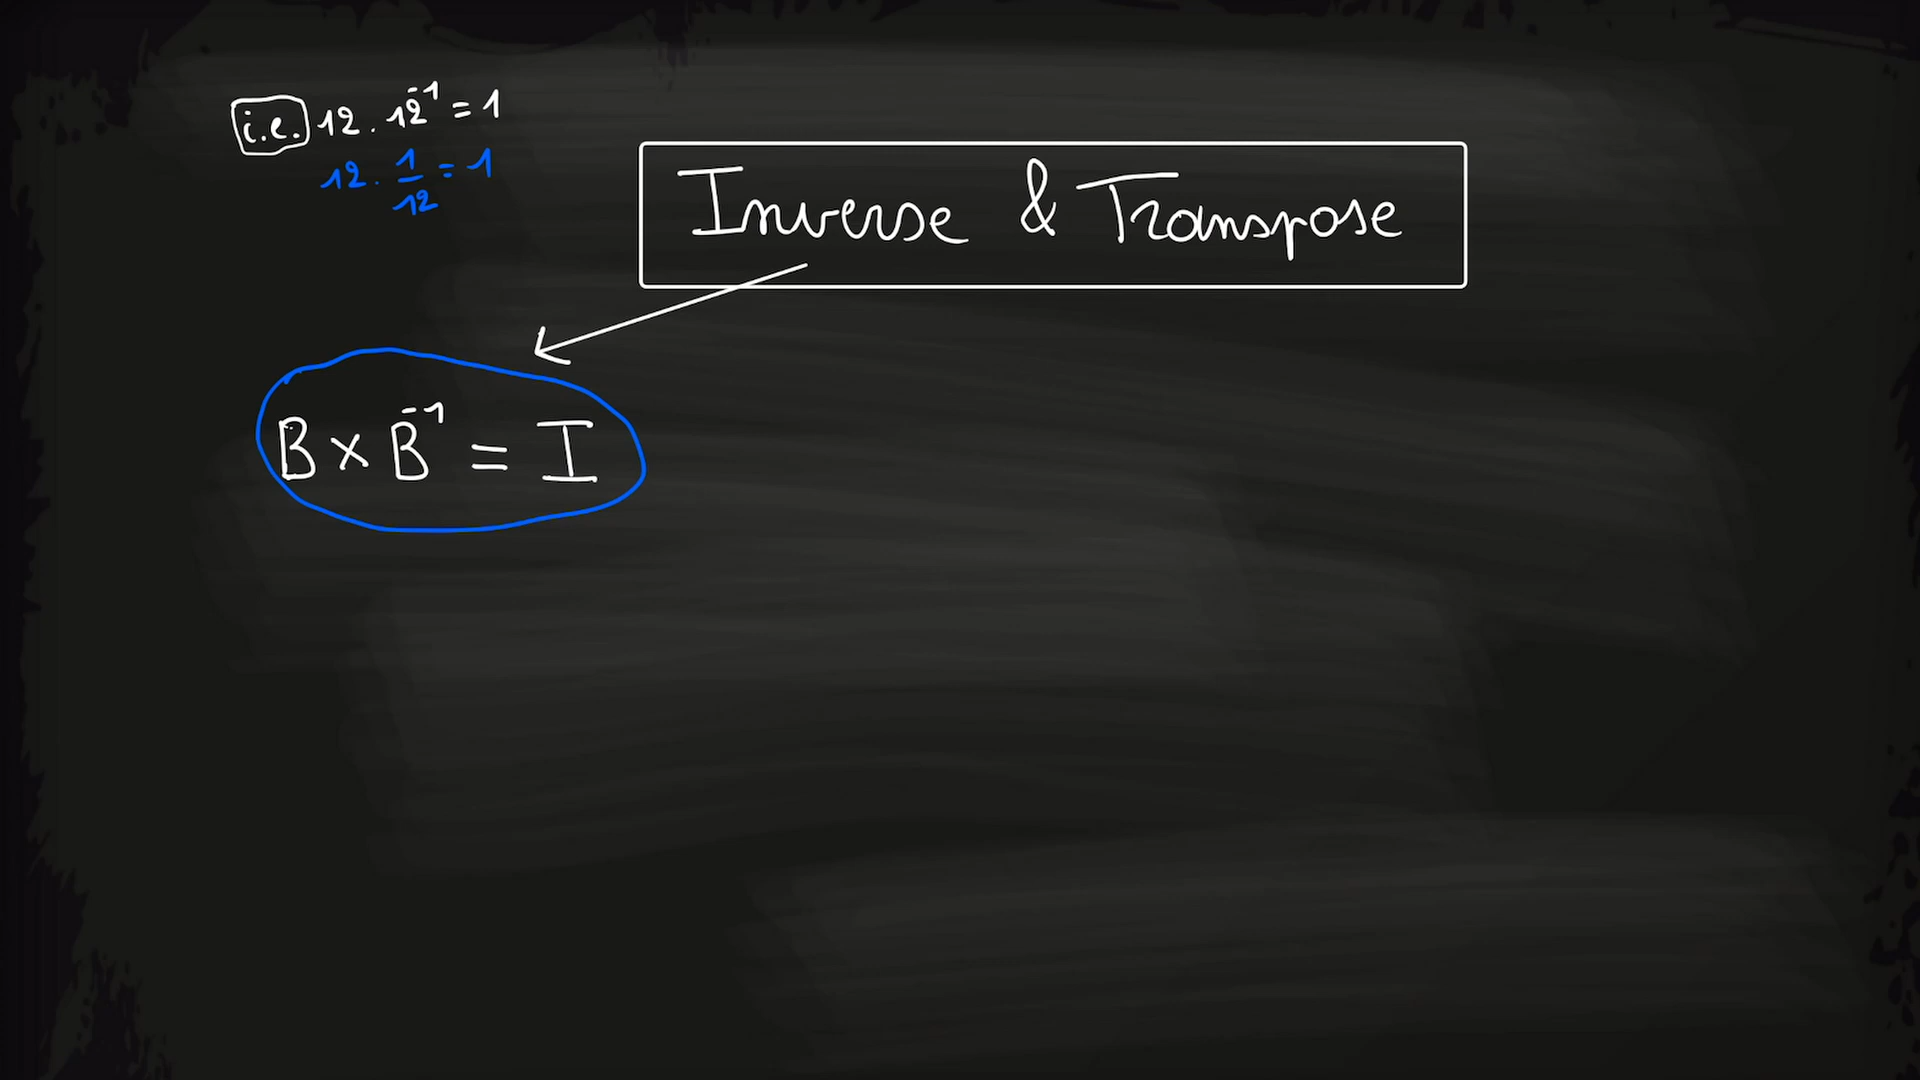 i.e. 12 . 12⁻¹ = 1
12 . 1/12 = 1
Inverse & Transpose
B × B⁻¹ = I